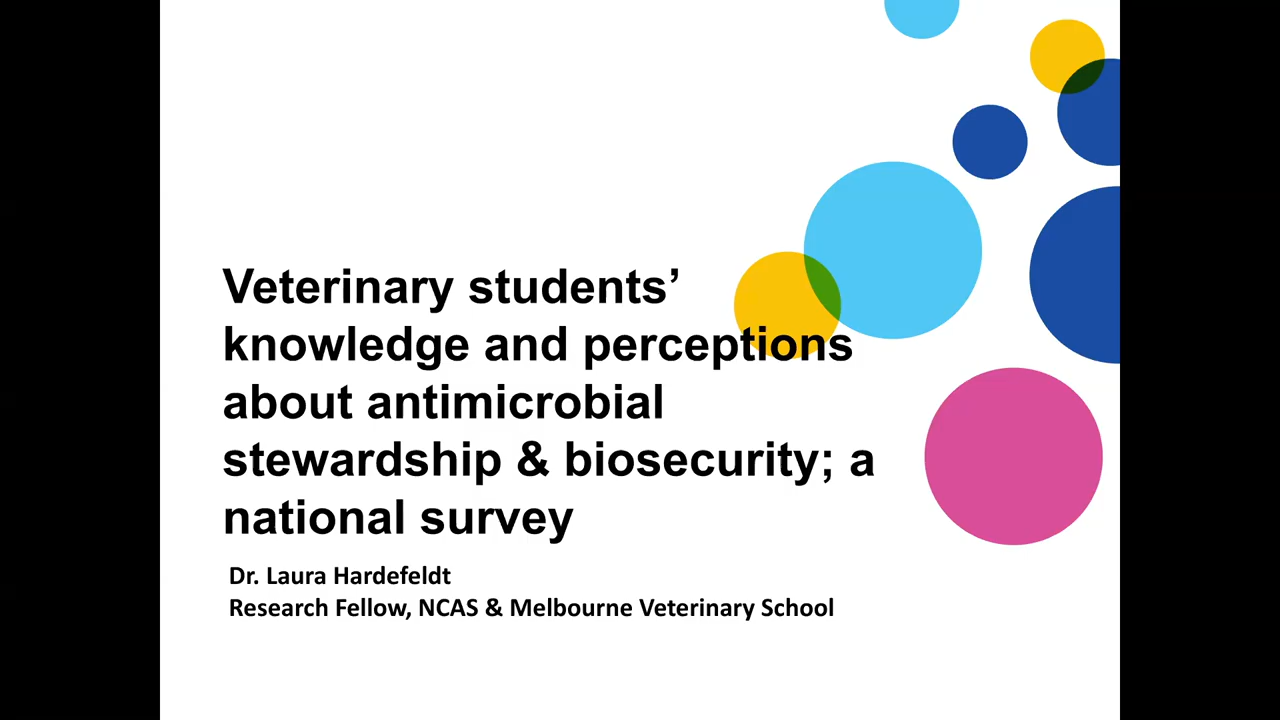 Veterinary students’
knowledge and perceptions
about antimicrobial
stewardship & biosecurity; a
national survey
Dr. Laura Hardefeldt
Research Fellow, NCAS & Melbourne Veterinary School